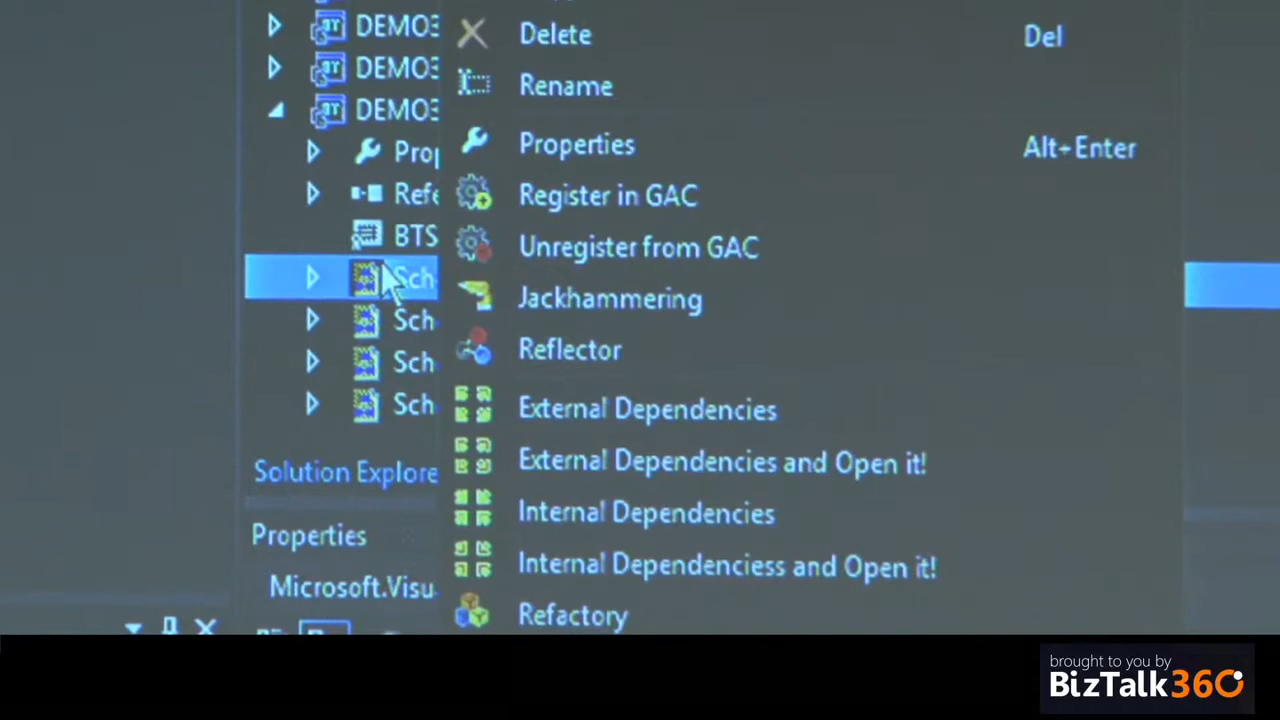 DEMO3
Delete Del
DEMO3
Rename
DEMO3
Properties Alt+Enter
Prop
Register in GAC
Refe
BTS
Unregister from GAC
Sch
Jackhammering
Sch
Reflector
Sch
Sch
External Dependencies
External Dependencies and Open it!
Solution Explore
Internal Dependencies
Properties
Internal Dependenciess and Open it!
Microsoft.Visu
Refactory
brought to you by
BizTalk360